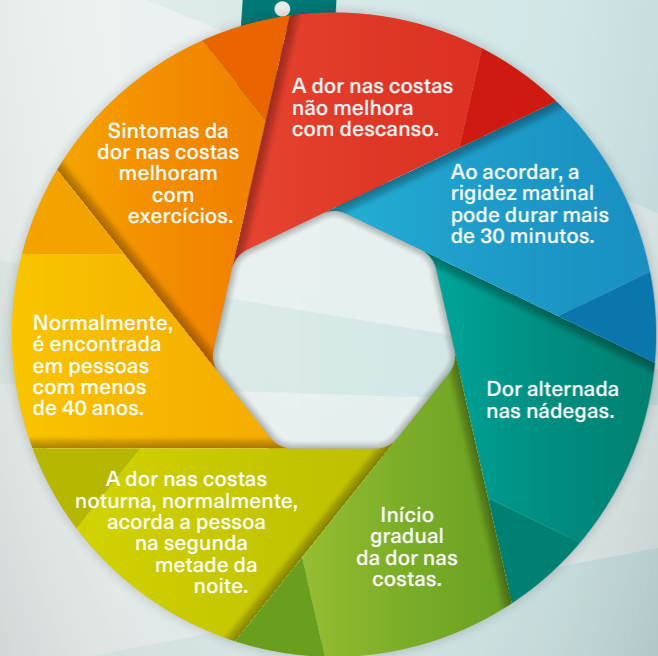 A dor nas costas
não melhora
com descanso.
Ao acordar, a
rigidez matinal
pode durar mais
de 30 minutos.
Dor alternada
nas nádegas.
Início
gradual
da dor nas
costas.
A dor nas costas
noturna, normalmente,
acorda a pessoa
na segunda
metade da
noite.
Normalmente,
é encontrada
em pessoas
com menos
de 40 anos.
Sintomas da
dor nas costas
melhoram
com
exercícios.